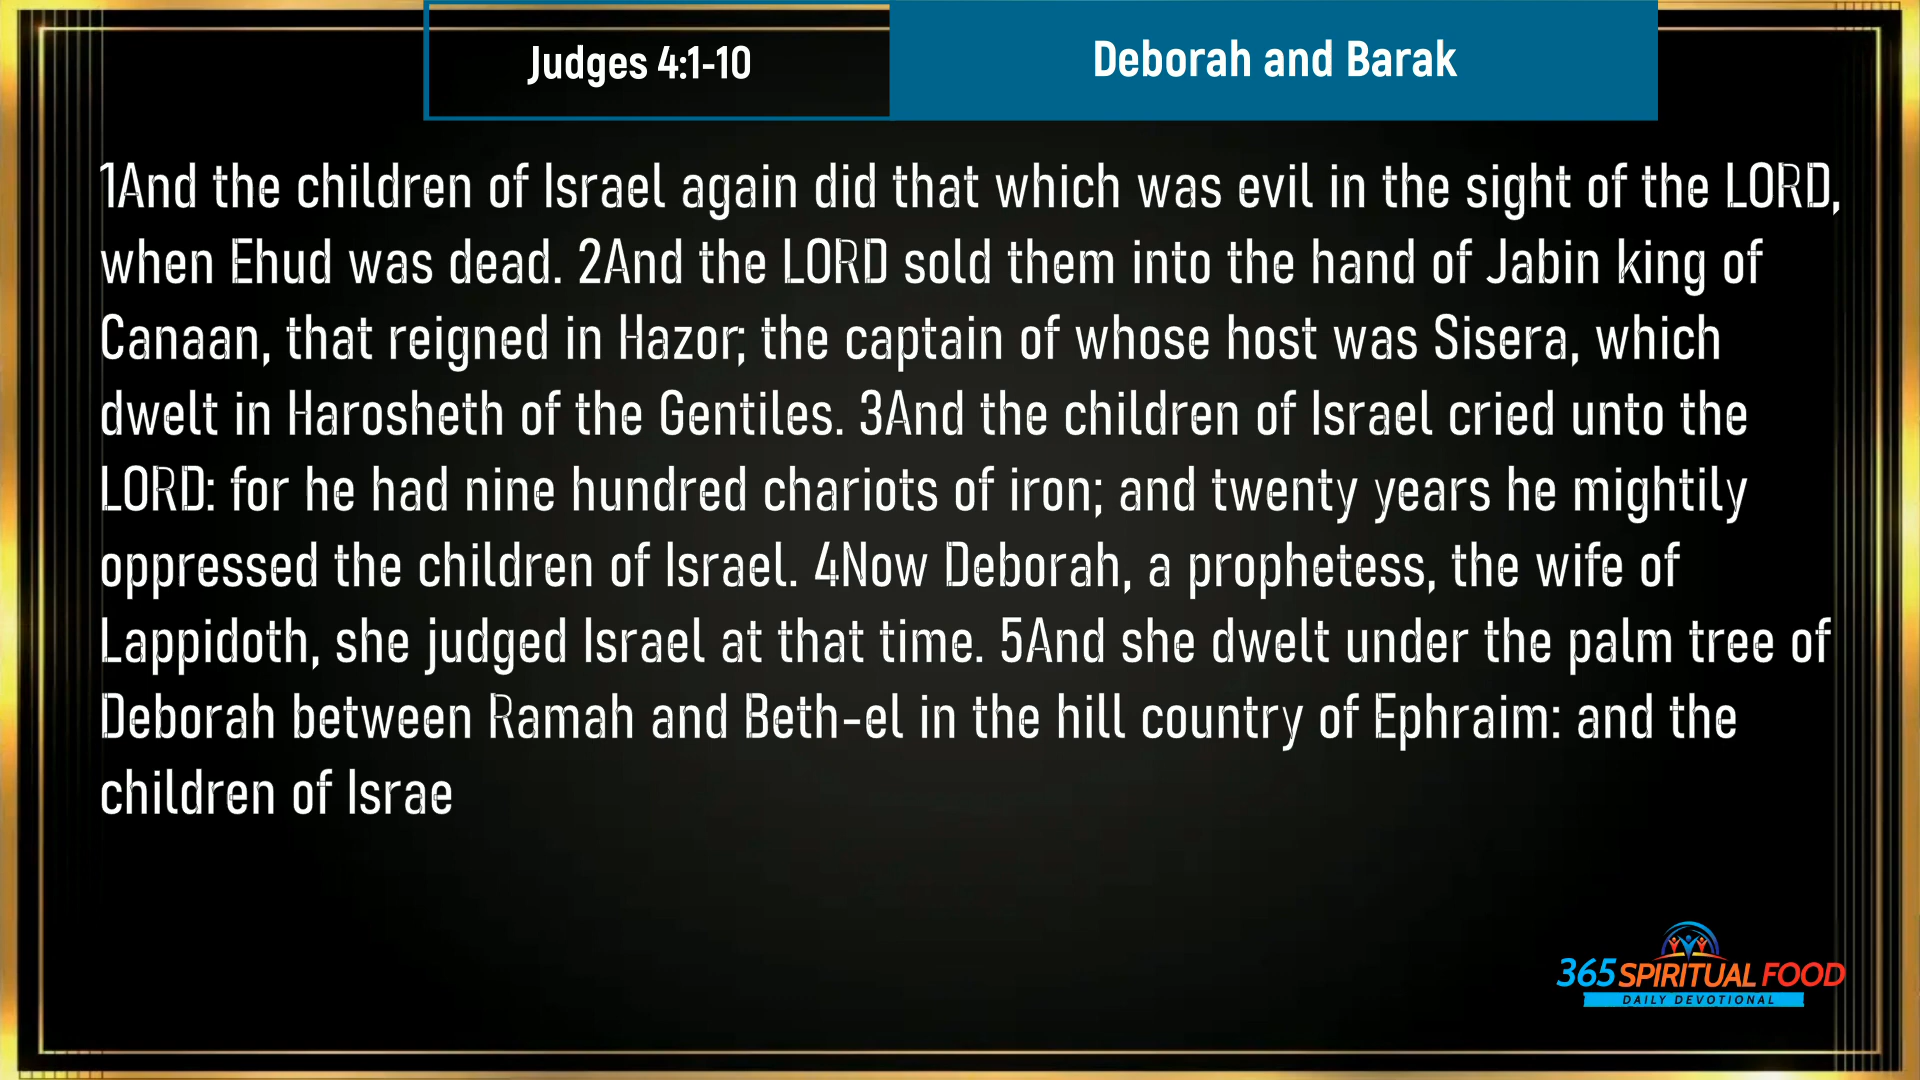 Judges 4:1-10
Deborah and Barak
1And the children of Israel again did that which was evil in the sight of the LORD,
when Ehud was dead. 2And the LORD sold them into the hand of Jabin king of
Canaan, that reigned in Hazor; the captain of whose host was Sisera, which
dwelt in Harosheth of the Gentiles. 3And the children of Israel cried unto the
LORD: for he had nine hundred chariots of iron; and twenty years he mightily
oppressed the children of Israel. 4Now Deborah, a prophetess, the wife of
Lappidoth, she judged Israel at that time. 5And she dwelt under the palm tree of
Deborah between Ramah and Beth-el in the hill country of Ephraim: and the
children of Israe
365 SPIRITUAL FOOD
DAILY DEVOTIONAL